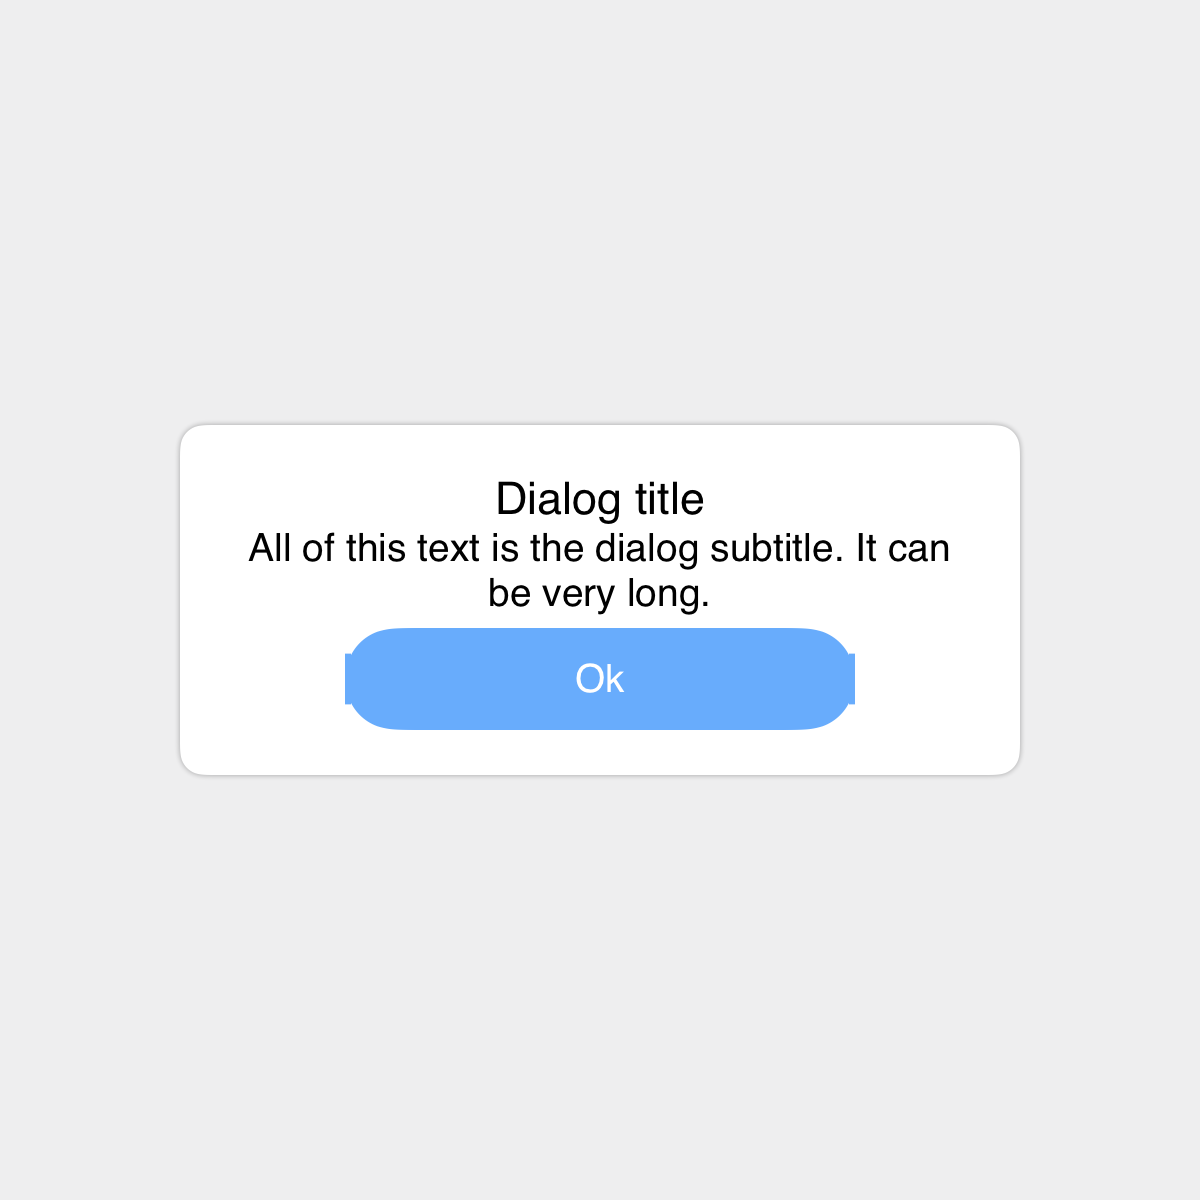 Dialog title
All of this text is the dialog subtitle. It can
be very long.
Ok